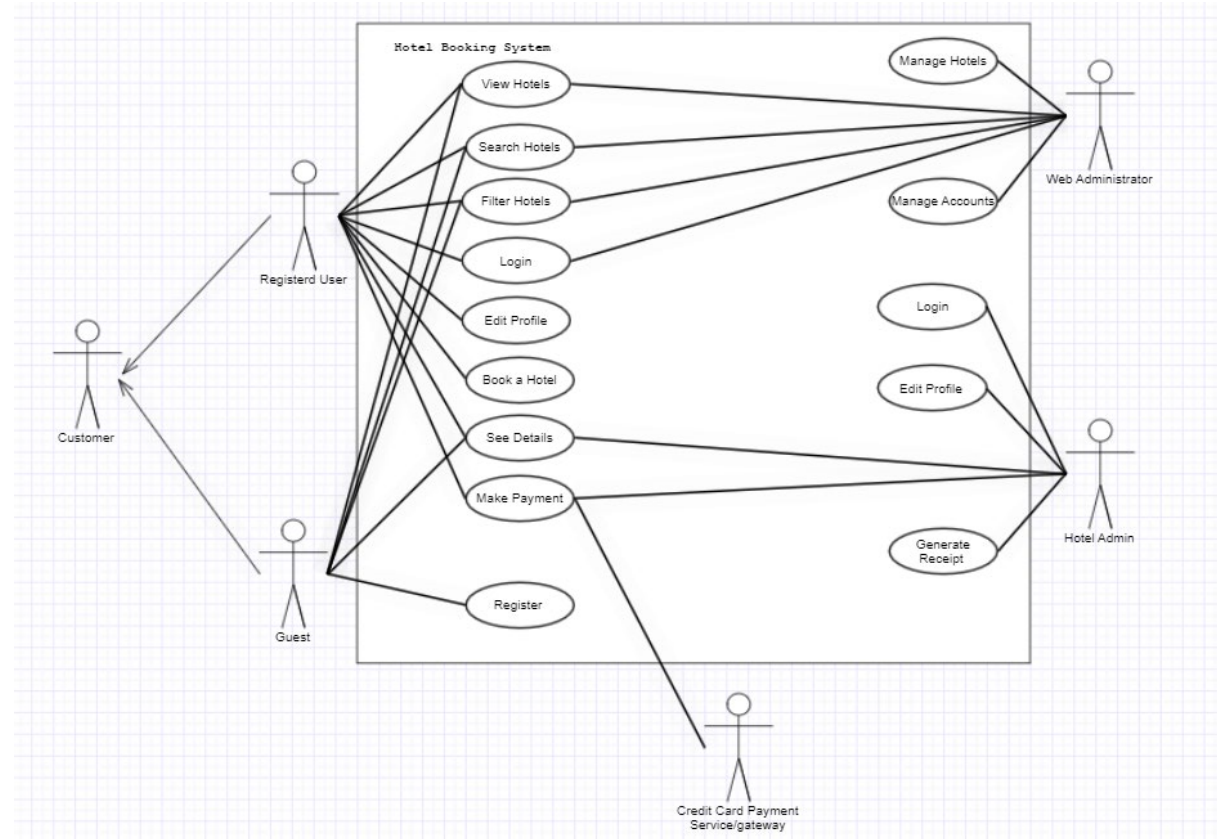 Hotel Booking System
View Hotels
Search Hotels
Filter Hotels
Login
Edit Profile
Book a Hotel
See Details
Make Payment
Register
Manage Hotels
Manage Accounts
Login
Edit Profile
Generate
Receipt
Registerd User
Customer
Guest
Web Administrator
Hotel Admin
Credit Card Payment
Service/gateway